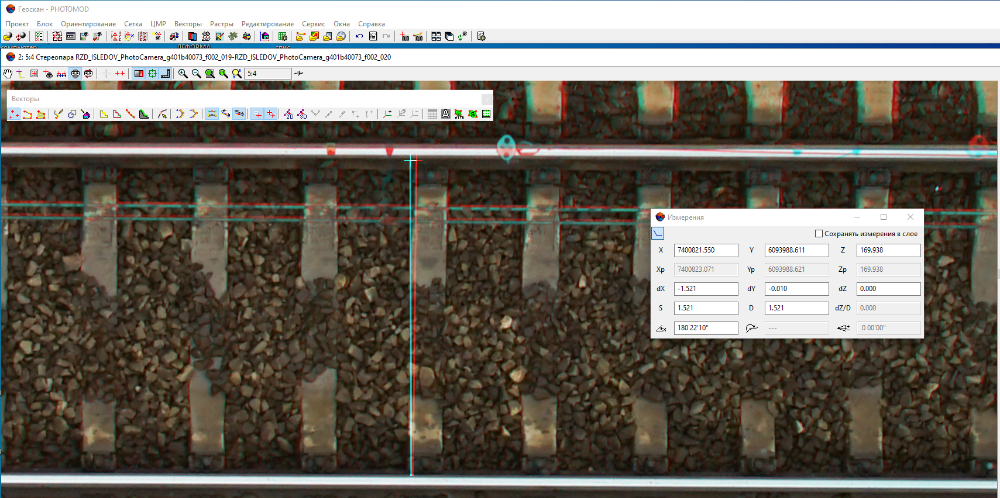 Геоскан - PHOTOMOD
Проект Блок Ориентирование Сетка ЦМР Векторы Растры Редактирование Сервис Окна Справка
2: 5:4 Стереопара RZD_ISLEDOV_PhotoCamera_g401b40073_f002_019-RZD_ISLEDOV_PhotoCamera_g401b40073_f002_020
5:4
Векторы
2D 3D A ATTR
Измерения
Сохранять измерения в слое
X 7400821.550 Y 6093988.611 Z 169.938
Xp 7400823.071 Yp 6093988.621 Zp 169.938
dX -1.521 dY -0.010 dZ 0.000
S 1.521 D 1.521 dZ/D 0.000
x 180 22'10" --- 0 00'00"